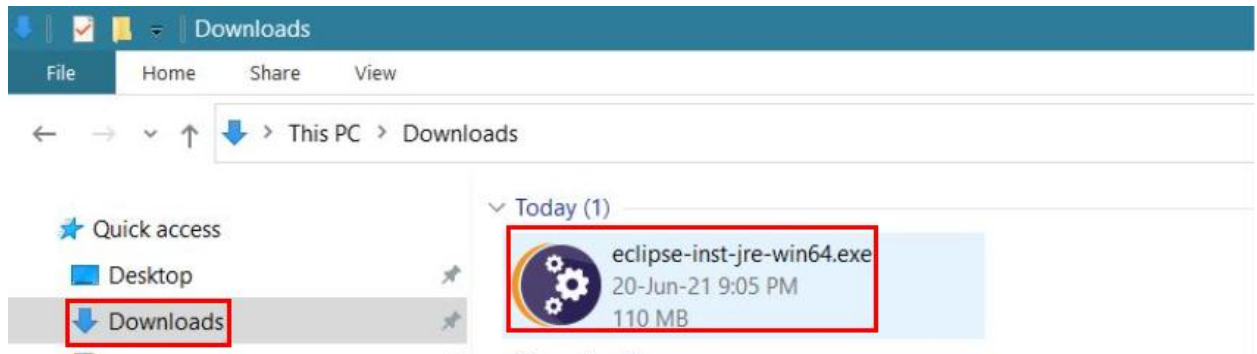 Downloads
File Home Share View
This PC > Downloads
Quick access
Today (1)
Desktop
Downloads
eclipse-inst-jre-win64.exe
20-Jun-21 9:05 PM
110 MB